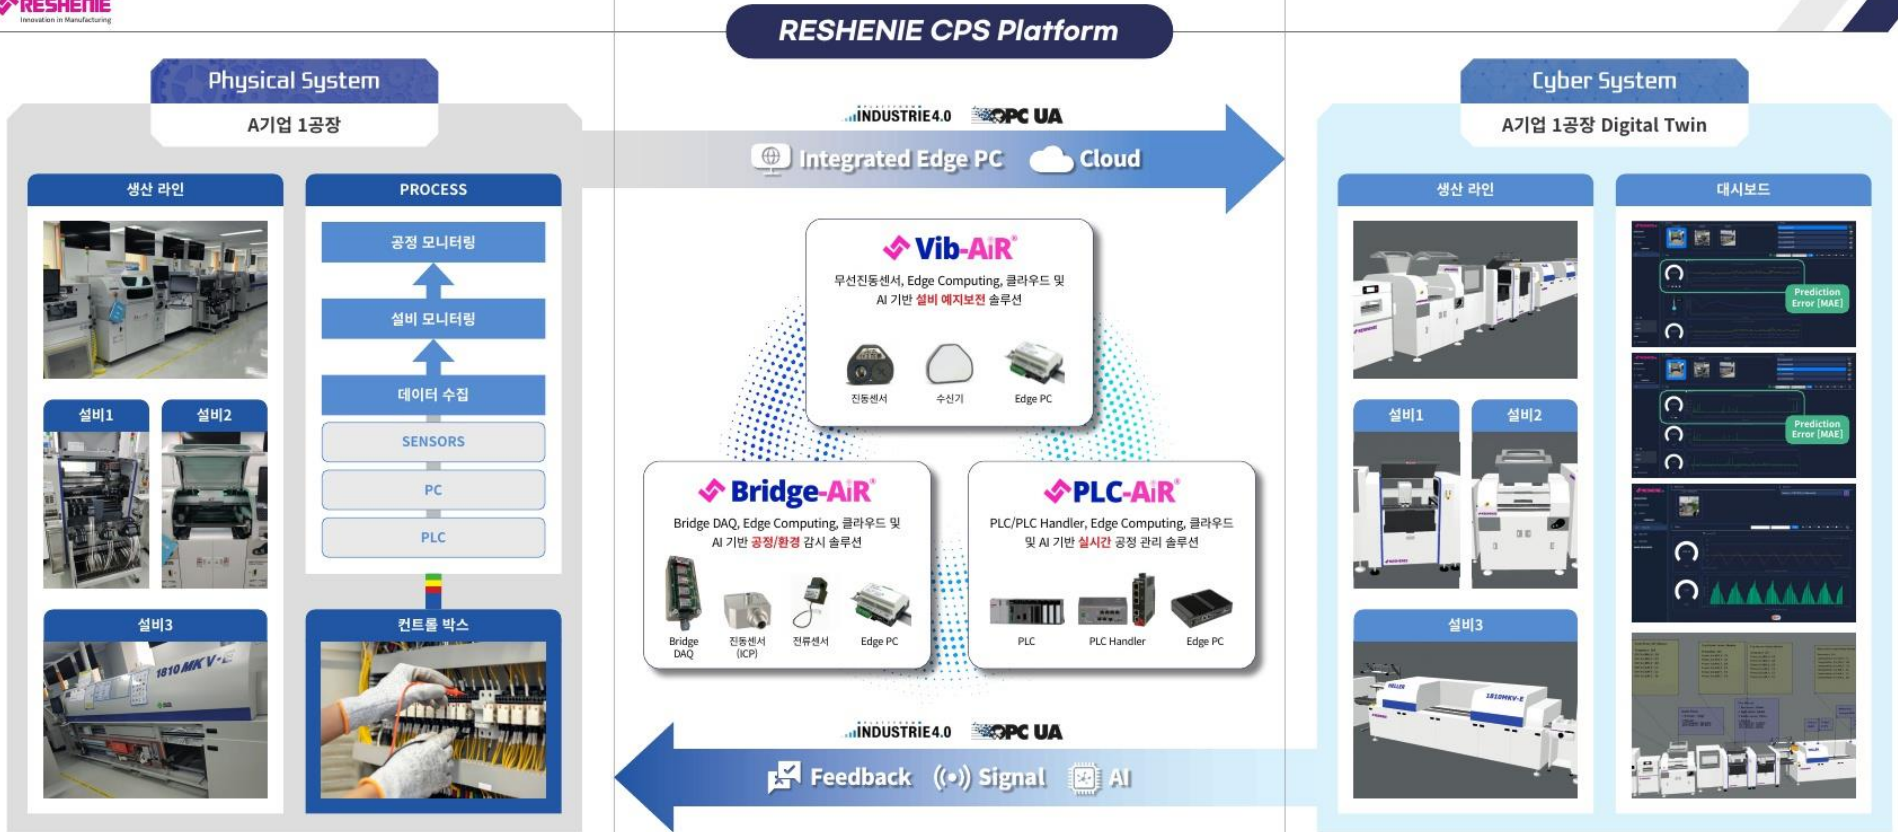 RESHENIE
Innovation in Manufacturing
RESHENIE CPS Platform
Physical System
A기업 1공장
생산 라인
설비1
설비2
설비3
1810 MK V-E
PROCESS
공정 모니터링
설비 모니터링
데이터 수집
SENSORS
PC
PLC
컨트롤 박스
PLATFORM
INDUSTRIE4.0
OPC UA
Integrated Edge PC
Cloud
Vib-AiR®
무선진동센서, Edge Computing, 클라우드 및
AI 기반 설비 예지보전 솔루션
진동센서
수신기
Edge PC
Bridge-AiR®
Bridge DAQ, Edge Computing, 클라우드 및
AI 기반 공정/환경 감시 솔루션
Bridge
DAQ
진동센서
(ICP)
전류센서
Edge PC
PLC-AiR®
PLC/PLC Handler, Edge Computing, 클라우드
및 AI 기반 실시간 공정 관리 솔루션
PLC
PLC Handler
Edge PC
PLATFORM
INDUSTRIE4.0
OPC UA
Feedback
Signal
AI
Cyber System
A기업 1공장 Digital Twin
생산 라인
설비1
설비2
설비3
HELLER
1810MKV-E
대시보드
Prediction
Error [MAE]
Prediction
Error [MAE]